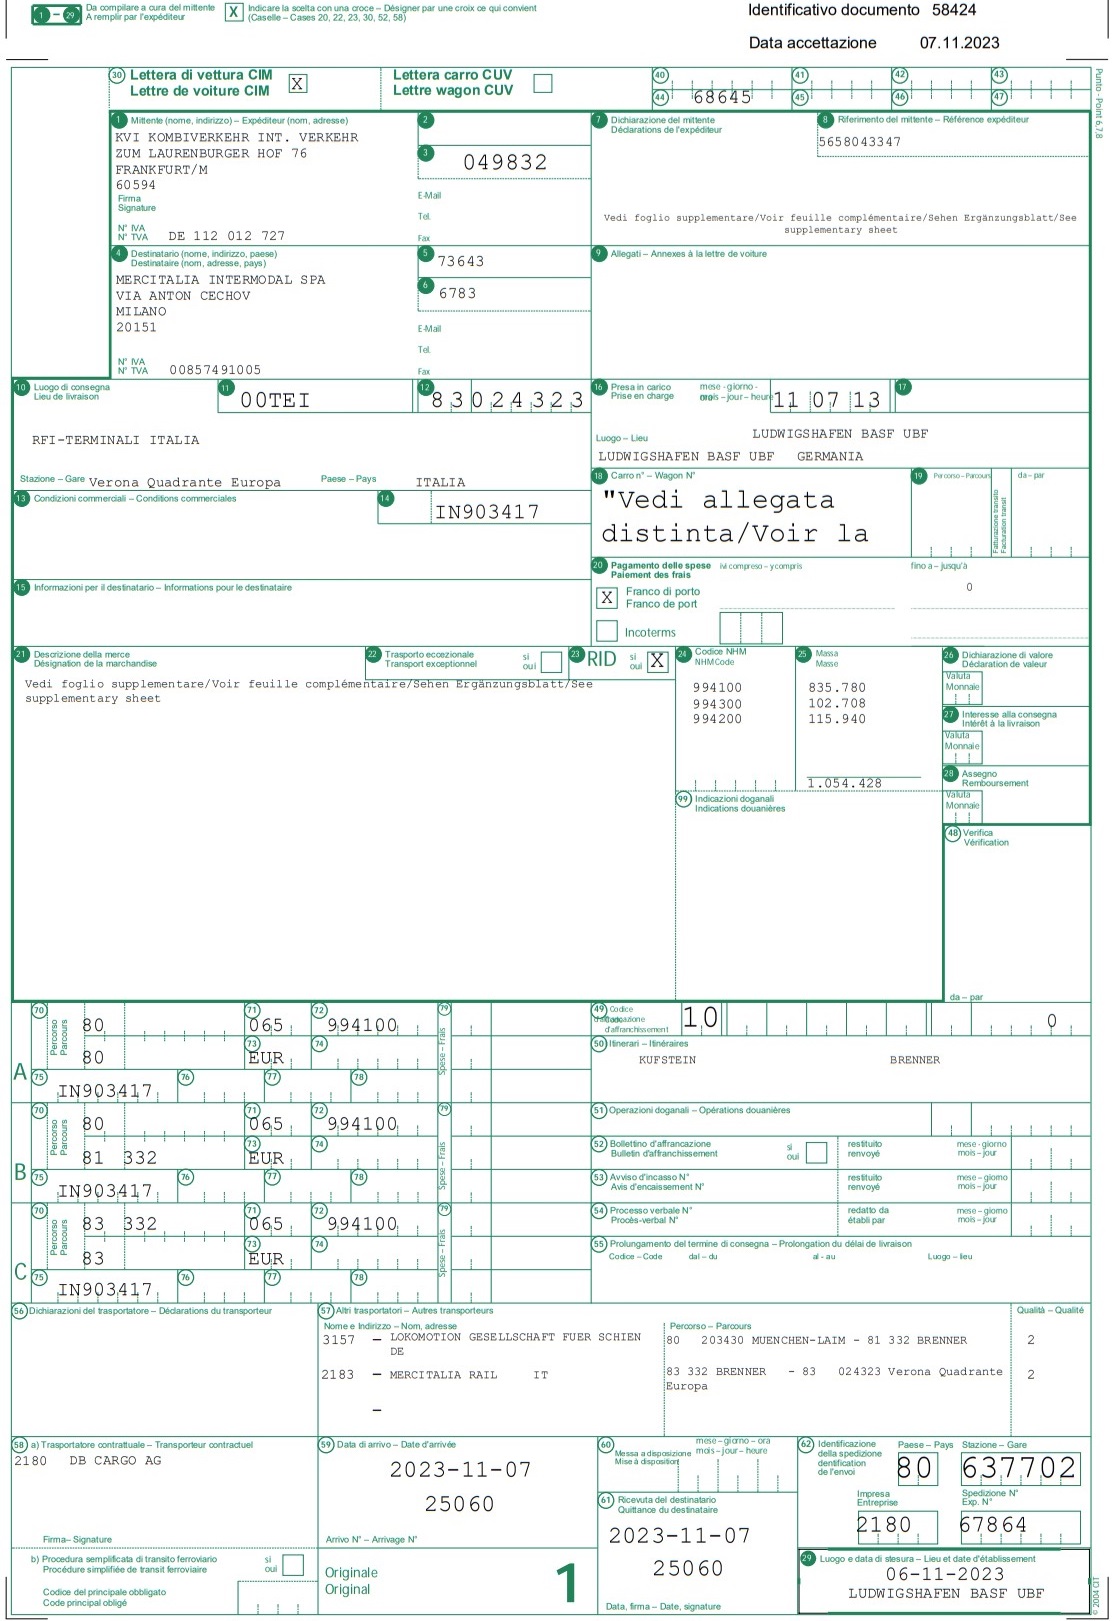 1 – 29 Da compilare a cura del mittente
A remplir par l'expéditeur
X Indicare la scelta con una croce – Désigner par une croix ce qui convient
(Caselle – Cases 20, 22, 23, 30, 52, 58)
Identificativo documento 58424
Data accettazione 07.11.2023
30 Lettera di vettura CIM
Lettre de voiture CIM X
Lettera carro CUV
Lettre wagon CUV
40 41 42 43
44 68645 45 46 47
Punto - Point 6,7,8
1 Mittente (nome, indirizzo) – Expéditeur (nom, adresse)
KVI KOMBIVERKEHR INT. VERKEHR
ZUM LAURENBURGER HOF 76
FRANKFURT/M
60594
Firma
Signature
N° IVA
N° TVA DE 112 012 727
2
3 049832
E-Mail
Tel.
Fax
7 Dichiarazione del mittente
Déclarations de l'expéditeur
8 Riferimento del mittente – Référence expéditeur
5658043347
Vedi foglio supplementare/Voir feuille complémentaire/Sehen Ergänzungsblatt/See
supplementary sheet
4 Destinatario (nome, indirizzo, paese)
Destinataire (nom, adresse, pays)
MERCITALIA INTERMODAL SPA
VIA ANTON CECHOV
MILANO
20151
N° IVA
N° TVA 00857491005
5 73643
6 6783
E-Mail
Tel.
Fax
9 Allegati – Annexes à la lettre de voiture
10 Luogo di consegna
Lieu de livraison
11 00TEI
12 83024323
RFI-TERMINALI ITALIA
Stazione – Gare Verona Quadrante Europa Paese – Pays ITALIA
16 Presa in carico
Prise en charge
mese - giorno -
mois – jour – heure 11 07 13
17
Luogo – Lieu LUDWIGSHAFEN BASF UBF
LUDWIGSHAFEN BASF UBF GERMANIA
13 Condizioni commerciali – Conditions commerciales
14 IN903417
18 Carro n° – Wagon N°
"Vedi allegata
distinta/Voir la
19 Percorso – Parcours
Fatturazione transito
Facturation transit
da – par
15 Informazioni per il destinatario – Informations pour le destinataire
20 Pagamento delle spese
Paiement des frais
ivi compreso – y compris
fino a – jusqu'à
0
X Franco di porto
Franco de port
Incoterms
21 Descrizione della merce
Désignation de la marchandise
22 Trasporto eccezionale
Transport exceptionnel
si
oui
23 RID si
oui X
Vedi foglio supplementare/Voir feuille complémentaire/Sehen Ergänzungsblatt/See
supplementary sheet
24 Codice NHM
NHM Code
25 Massa
Masse
994100 835.780
994300 102.708
994200 115.940
1.054.428
26 Dichiarazione di valore
Déclaration de valeur
Valuta
Monnaie
27 Interesse alla consegna
Intérêt à la livraison
Valuta
Monnaie
28 Assegno
Remboursement
Valuta
Monnaie
99 Indicazioni doganali
Indications douanières
48 Verifica
Vérification
da – par
A
70 Percorso
Parcours
80
80
71 065
72 994100
73 EUR
74
75 IN903417
76 77 78
79 Spese – Frais
B
70 Percorso
Parcours
80
81 332
71 065
72 994100
73 EUR
74
75 IN903417
76 77 78
79 Spese – Frais
C
70 Percorso
Parcours
83 332
83
71 065
72 994100
73 EUR
74
75 IN903417
76 77 78
79 Spese – Frais
49 Codice
d'affrancazione
d'affranchissement
10 0
50 Itinerari – Itinéraires
KUFSTEIN BRENNER
51 Operazioni doganali – Opérations douanières
52 Bollettino d'affrancazione
Bulletin d'affranchissement
si
oui
restituito
renvoyé
mese - giorno
mois – jour
53 Avviso d'incasso N°
Avis d'encaissement N°
restituito
renvoyé
mese – giorno
mois – jour
54 Processo verbale N°
Procès-verbal N°
redatto da
établi par
mese – giorno
mois – jour
55 Prolungamento del termine di consegna – Prolongation du délai de livraison
Codice – Code dal – du al - au Luogo – lieu
56 Dichiarazioni del trasportatore – Déclarations du transporteur
57 Altri trasportatori – Autres transporteurs
Nome e Indirizzo – Nom, adresse
Percorso – Parcours
Qualità – Qualité
3157 – LOKOMOTION GESELLSCHAFT FUER SCHIEN
DE
80 203430 MUENCHEN-LAIM - 81 332 BRENNER 2
2183 – MERCITALIA RAIL IT
83 332 BRENNER - 83 024323 Verona Quadrante
Europa
2
–
58 a) Trasportatore contrattuale – Transporteur contractuel
2180 DB CARGO AG
Firma– Signature
59 Data di arrivo – Date d'arrivée
2023-11-07
25060
Arrivo N° – Arrivage N°
60 Messa a disposizione
Mise à disposition
mese – giorno – ora
mois – jour – heure
61 Ricevuta del destinatario
Quittance du destinataire
2023-11-07
25060
Data, firma – Date, signature
62 Identificazione
della spedizione
dentification
de l'envoi
Paese – Pays Stazione – Gare
80 637702
Impresa
Entreprise
Spedizione N°
Exp. N°
2180 67864
b) Procedura semplificata di transito ferroviario
Procédure simplifiée de transit ferroviaire
si
oui
Codice del principale obbligato
Code principal obligé
Originale
Original
1
29 Luogo e data di stesura – Lieu et date d'établissement
06-11-2023
LUDWIGSHAFEN BASF UBF
© 2004 CIT